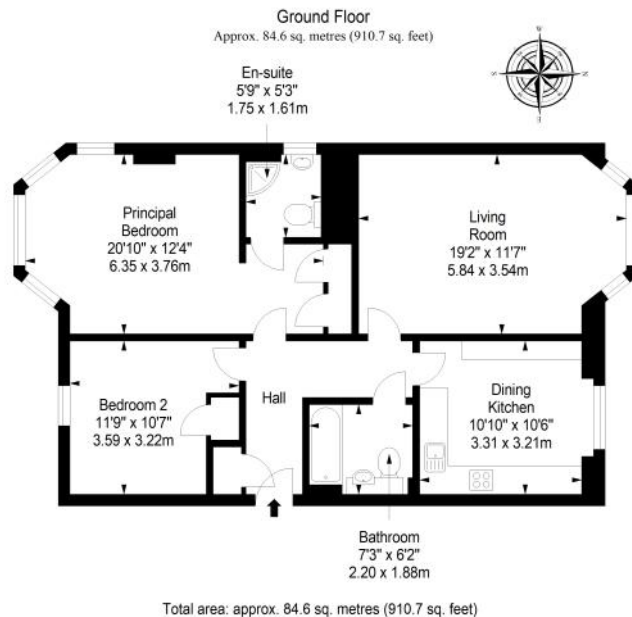 Ground Floor
Approx. 84.6 sq. metres (910.7 sq. feet)
En-suite
5'9" x 5'3"
1.75 x 1.61m
Principal
Bedroom
20'10" x 12'4"
6.35 x 3.76m
Living
Room
19'2" x 11'7"
5.84 x 3.54m
Bedroom 2
11'9" x 10'7"
3.59 x 3.22m
Hall
Dining
Kitchen
10'10" x 10'6"
3.31 x 3.21m
Bathroom
7'3" x 6'2"
2.20 x 1.88m
Total area: approx. 84.6 sq. metres (910.7 sq. feet)